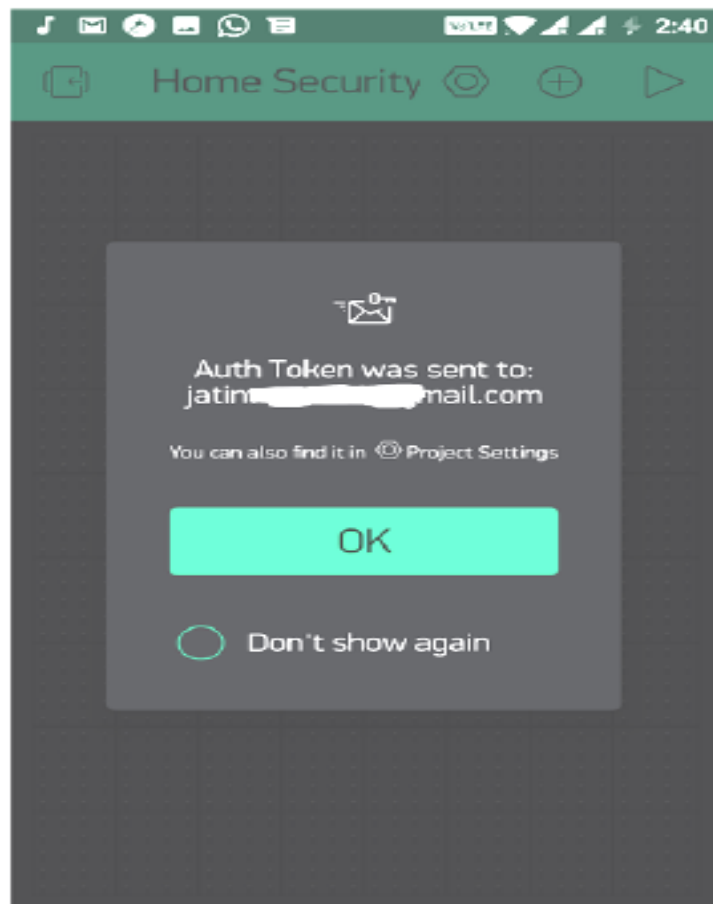 2:40
Home Security
Auth Token was sent to:
jatin mail.com
You can also find it in Project Settings
OK
Don't show again